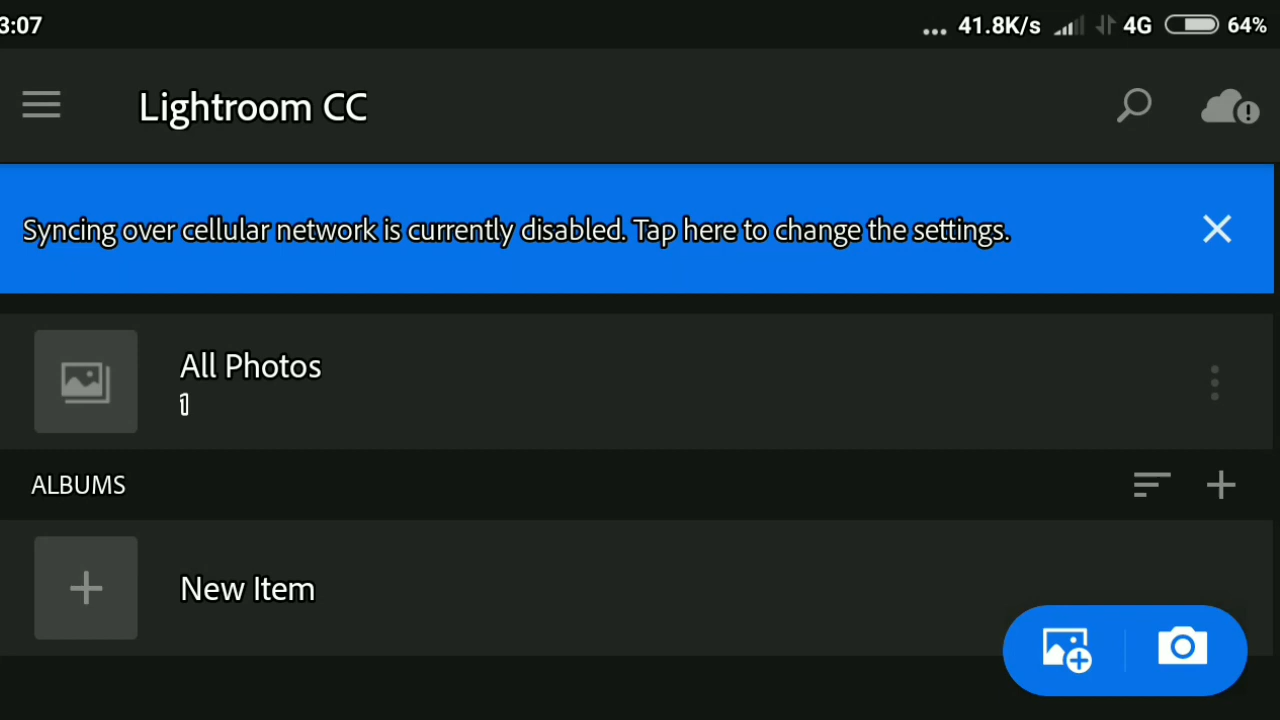 3:07 ... 41.8K/s 4G 64%
Lightroom CC
Syncing over cellular network is currently disabled. Tap here to change the settings.
All Photos
1
ALBUMS
New Item